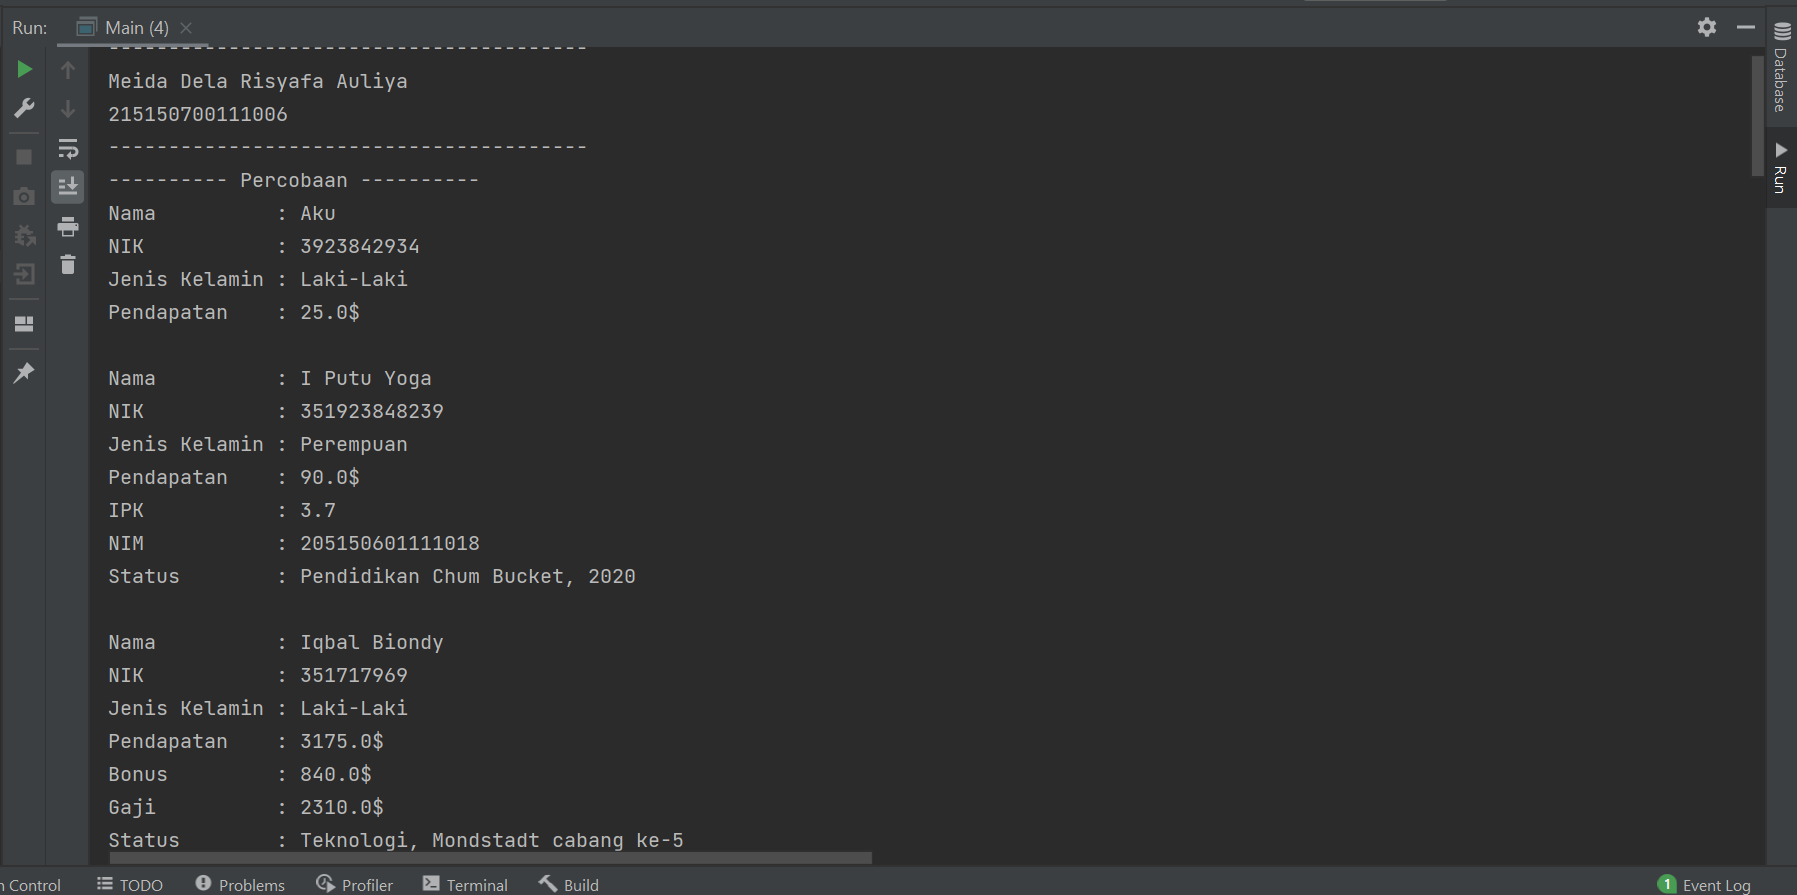 Run: Main (4)
----------------------------------------
Meida Dela Risyafa Auliya
215150700111006
----------------------------------------
---------- Percobaan ----------
Nama          : Aku
NIK           : 3923842934
Jenis Kelamin : Laki-Laki
Pendapatan    : 25.0$
Nama          : I Putu Yoga
NIK           : 351923848239
Jenis Kelamin : Perempuan
Pendapatan    : 90.0$
IPK           : 3.7
NIM           : 205150601111018
Status        : Pendidikan Chum Bucket, 2020
Nama          : Iqbal Biondy
NIK           : 351717969
Jenis Kelamin : Laki-Laki
Pendapatan    : 3175.0$
Bonus         : 840.0$
Gaji          : 2310.0$
Status        : Teknologi, Mondstadt cabang ke-5
Database
Run
n Control TODO Problems Profiler Terminal Build 1 Event Log